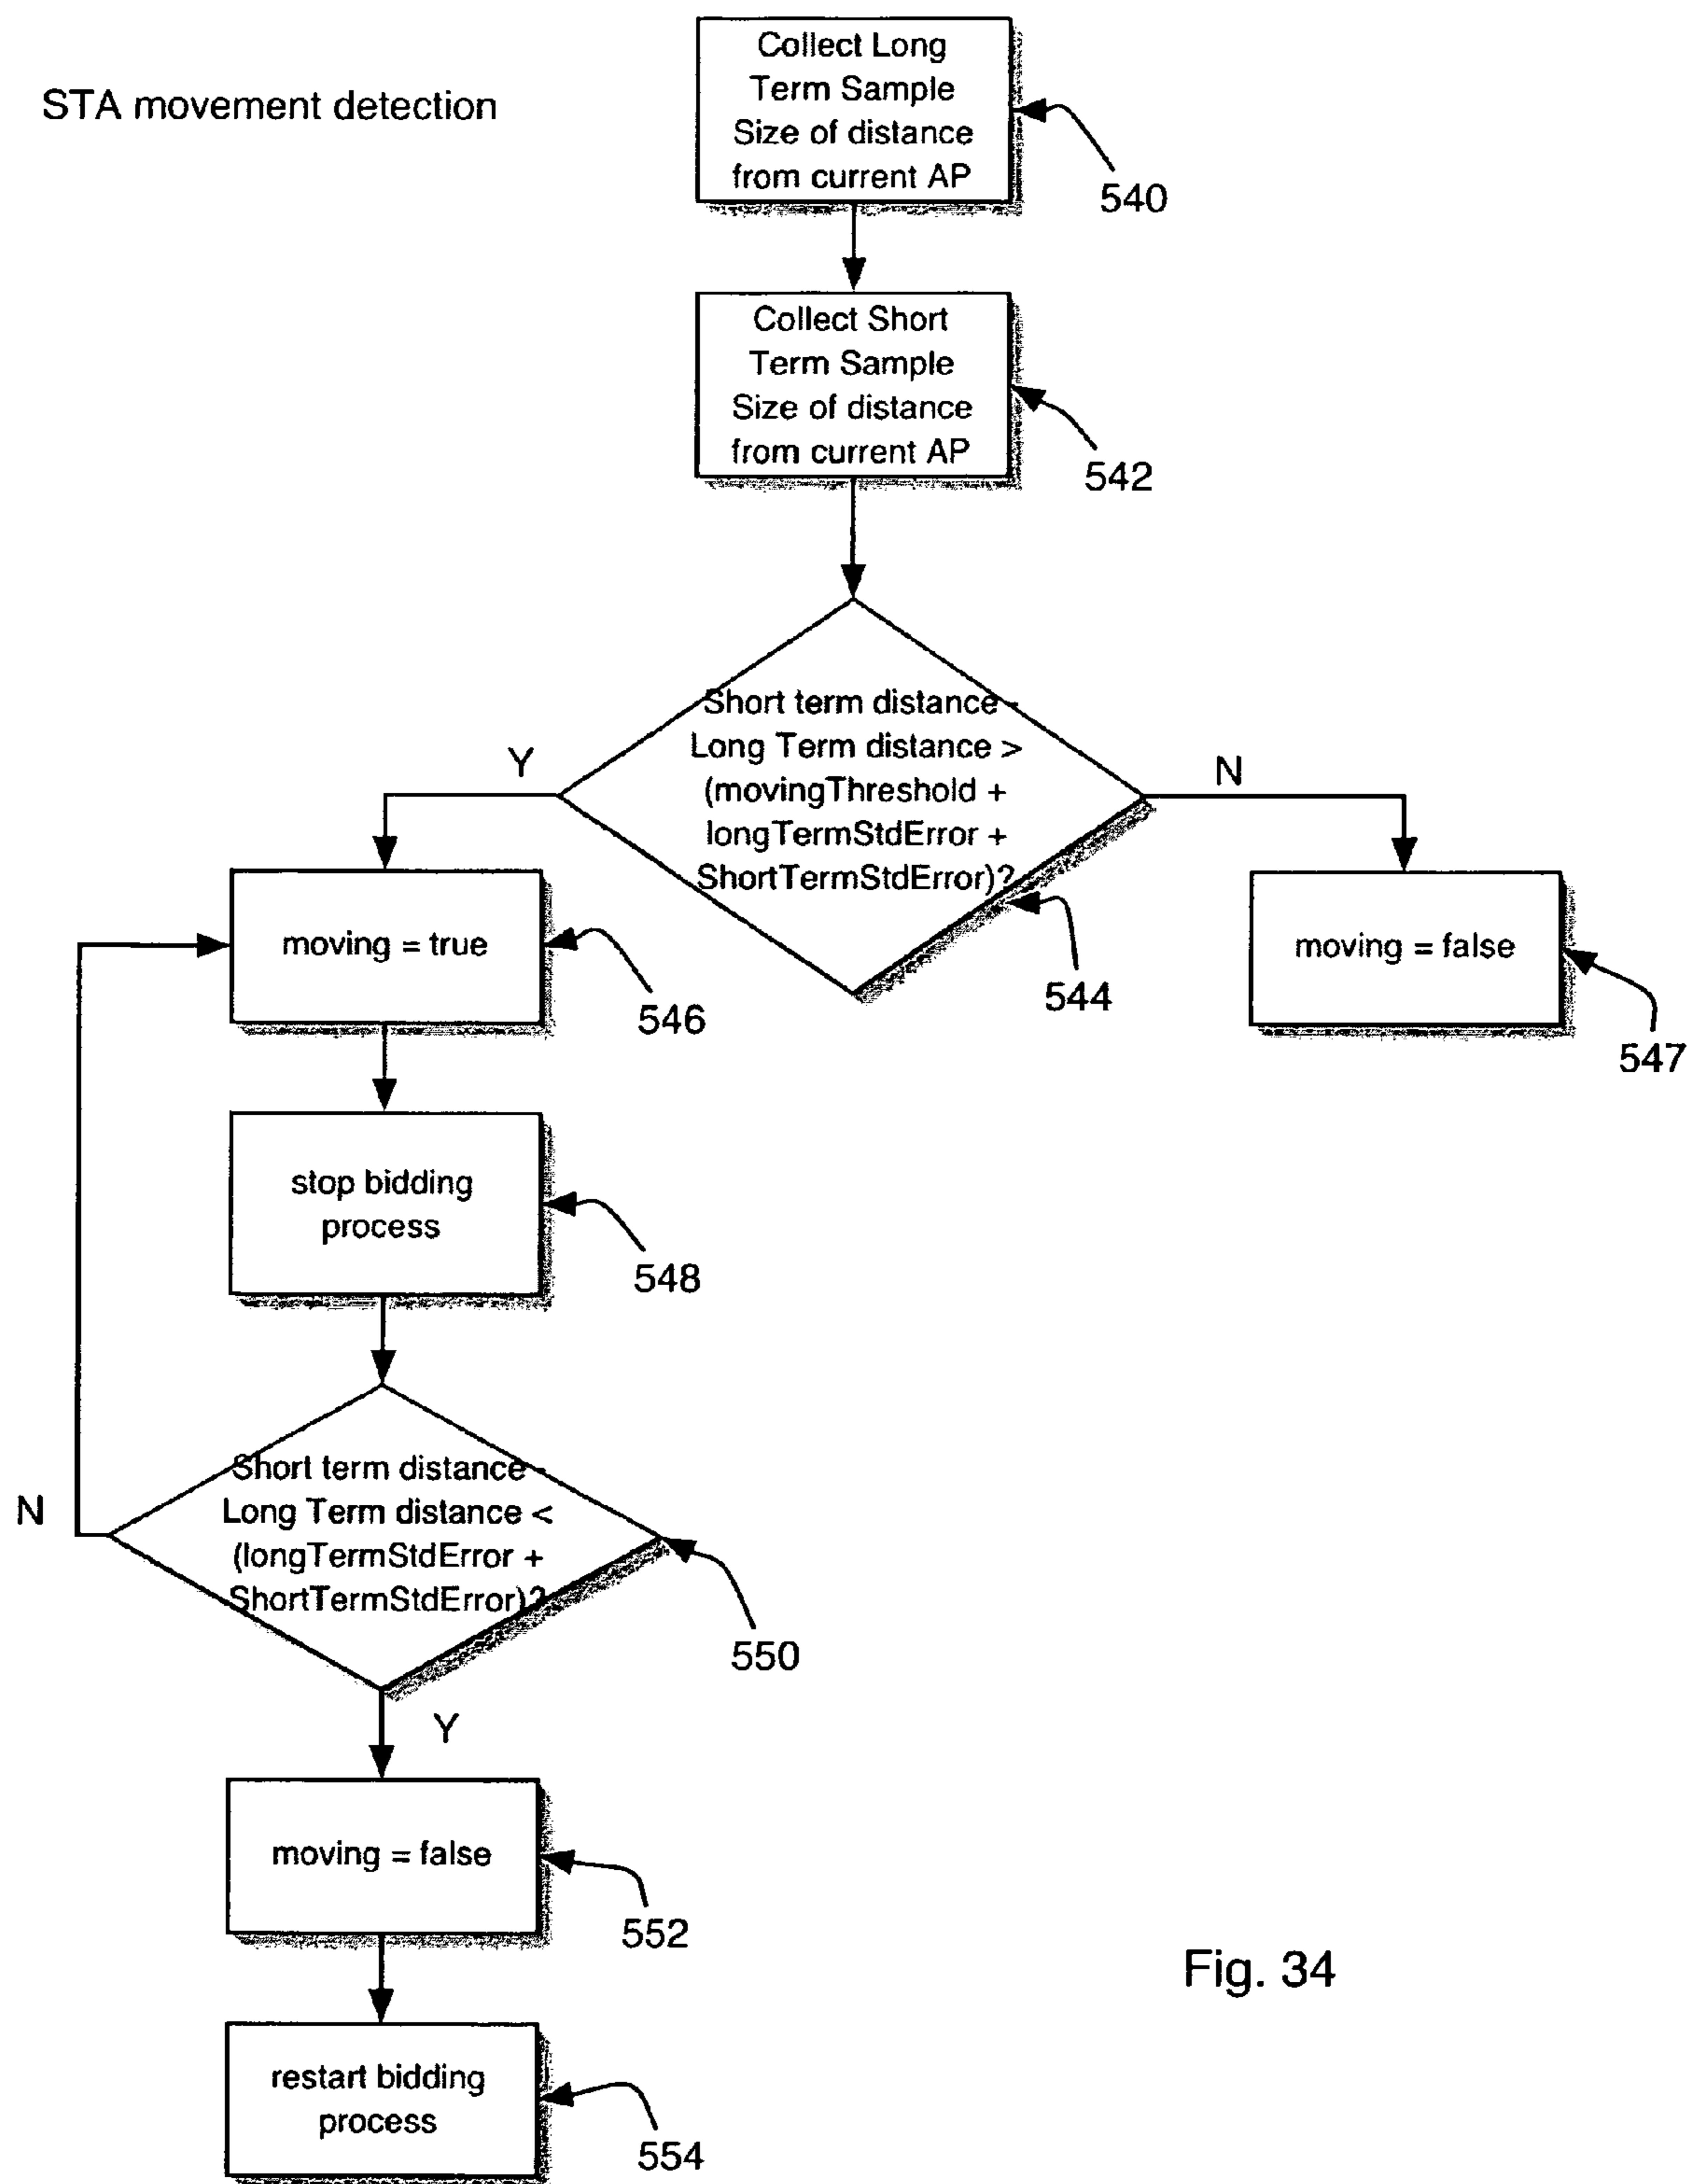 STA movement detection
Collect Long
Term Sample
Size of distance
from current AP
540
Collect Short
Term Sample
Size of distance
from current AP
542
Short term distance -
Long Term distance >
(movingThreshold +
longTermStdError +
ShortTermStdError)?
544
Y
N
moving = true
546
moving = false
547
stop bidding
process
548
Short term distance -
Long Term distance <
(longTermStdError +
ShortTermStdError)?
550
N
Y
moving = false
552
restart bidding
process
554
Fig. 34